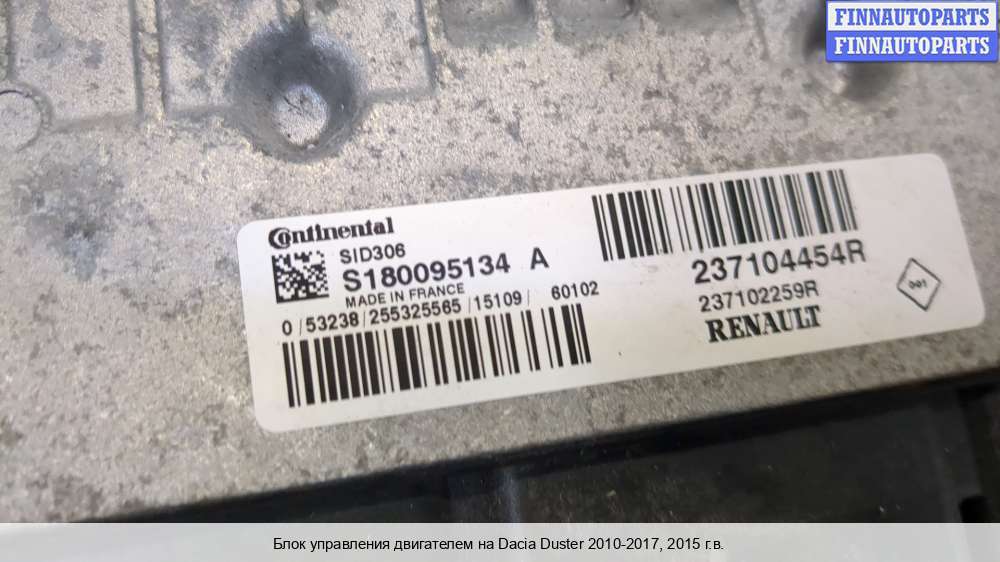 FINNAUTOPARTS
FINNAUTOPARTS
Continental
SID306
S180095134 A
MADE IN FRANCE
0/53238/255325565/15109/ 60102
237104454R
237102259R
RENAULT
001
Блок управления двигателем на Dacia Duster 2010-2017, 2015 г.в.